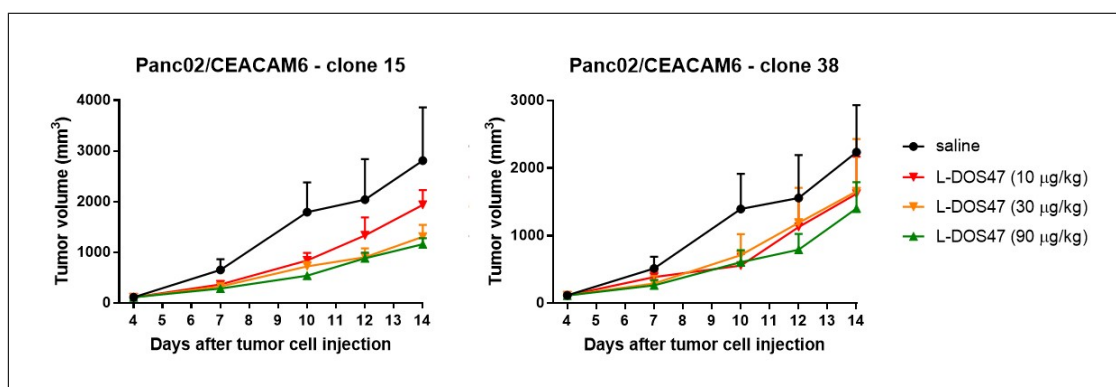 Panc02/CEACAM6 - clone 15
4000
3000
2000
1000
0
Tumor volume (mm³)
4 5 6 7 8 9 10 11 12 13 14
Days after tumor cell injection
Panc02/CEACAM6 - clone 38
3000
2000
1000
0
Tumor volume (mm³)
4 5 6 7 8 9 10 11 12 13 14
Days after tumor cell injection
saline
L-DOS47 (10 μg/kg)
L-DOS47 (30 μg/kg)
L-DOS47 (90 μg/kg)